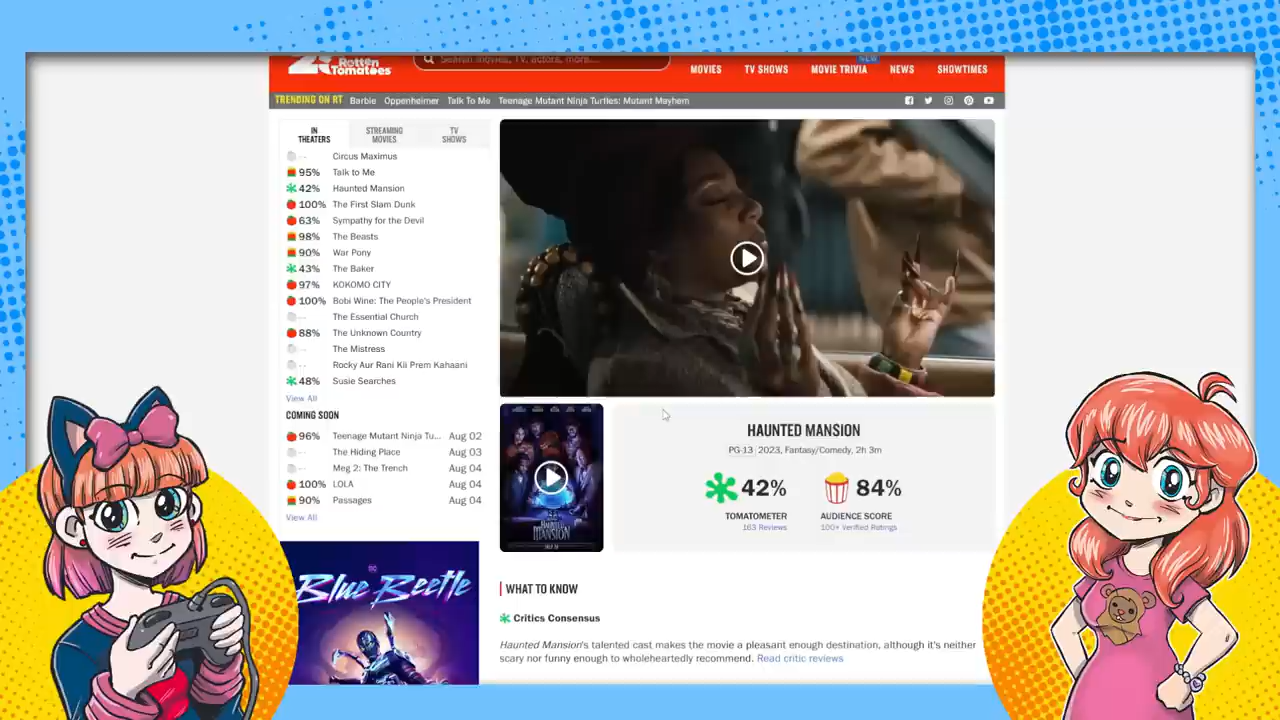 Rotten
Tomatoes
Search movies, TV, actors, more...
MOVIES
TV SHOWS
MOVIE TRIVIA
NEW
NEWS
SHOWTIMES
TRENDING ON RT
Barbie
Oppenheimer
Talk To Me
Teenage Mutant Ninja Turtles: Mutant Mayhem
IN
THEATERS
STREAMING
MOVIES
TV
SHOWS
- - Circus Maximus
95% Talk to Me
42% Haunted Mansion
100% The First Slam Dunk
63% Sympathy for the Devil
98% The Beasts
90% War Pony
43% The Baker
97% KOKOMO CITY
100% Bobi Wine: The People's President
- - The Essential Church
88% The Unknown Country
- - The Mistress
- - Rocky Aur Rani Kii Prem Kahaani
48% Susie Searches
View All
COMING SOON
96% Teenage Mutant Ninja Tu... Aug 02
- - The Hiding Place Aug 03
- - Meg 2: The Trench Aug 04
100% LOLA Aug 04
90% Passages Aug 04
View All
DC
BLUE BEETLE
HAUNTED
MANSION
HAUNTED MANSION
PG-13 2023, Fantasy/Comedy, 2h 3m
42%
TOMATOMETER
163 Reviews
84%
AUDIENCE SCORE
100+ Verified Ratings
WHAT TO KNOW
Critics Consensus
Haunted Mansion's talented cast makes the movie a pleasant enough destination, although it's neither
scary nor funny enough to wholeheartedly recommend. Read critic reviews